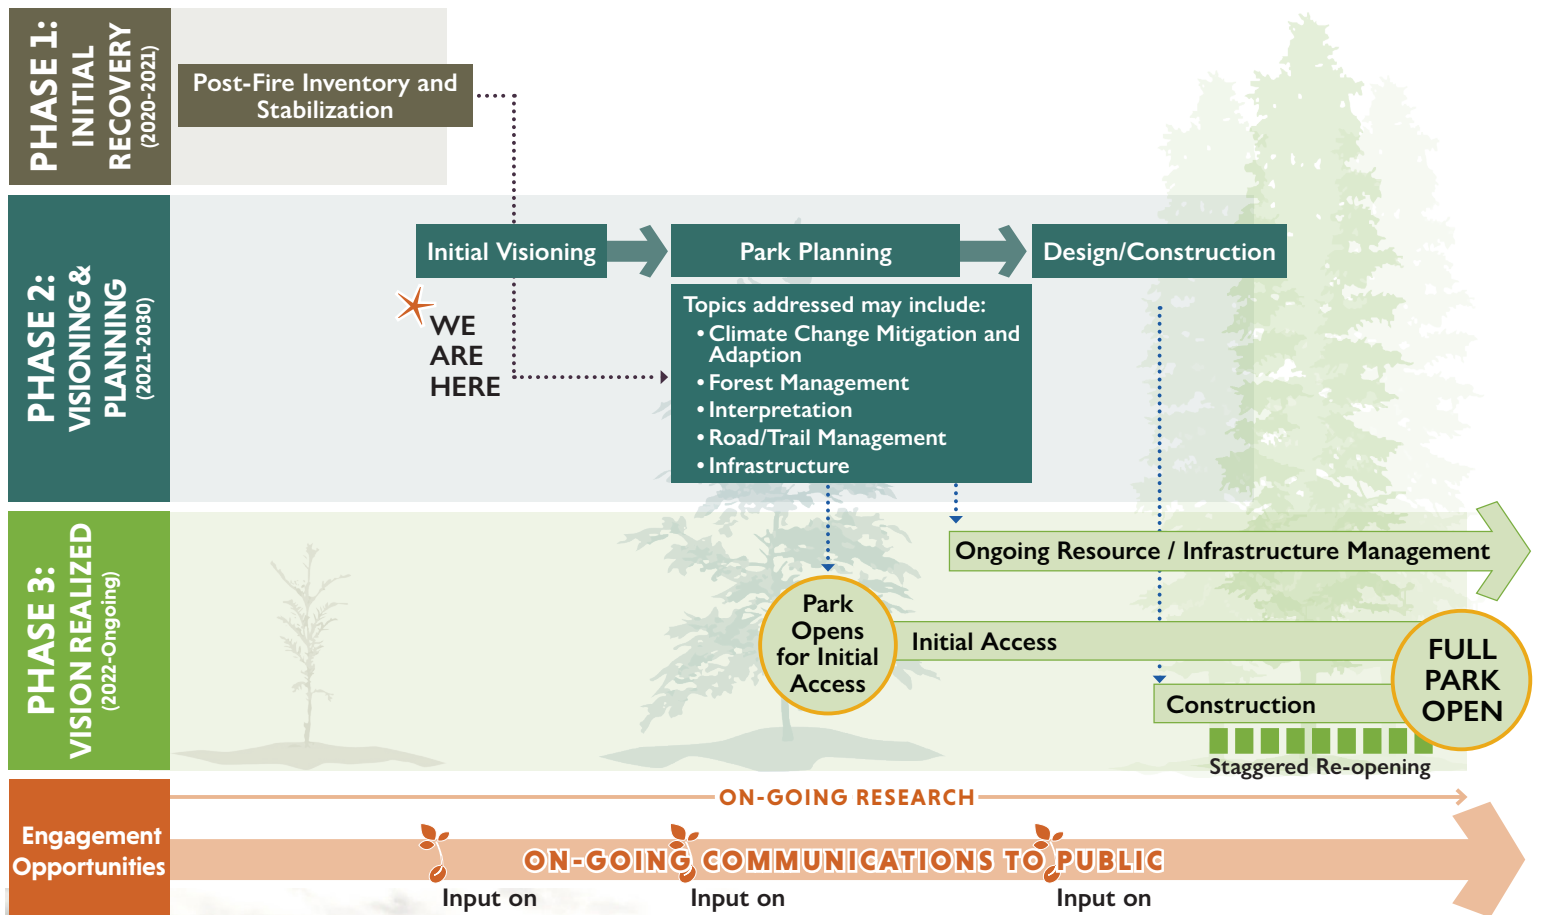 PHASE 1:
INITIAL
RECOVERY
(2020-2021)
Post-Fire Inventory and
Stabilization
PHASE 2:
VISIONING &
PLANNING
(2021-2030)
Initial Visioning
Park Planning
Design/Construction
WE
ARE
HERE
Topics addressed may include:
• Climate Change Mitigation and
Adaption
• Forest Management
• Interpretation
• Road/Trail Management
• Infrastructure
PHASE 3:
VISION REALIZED
(2022-Ongoing)
Ongoing Resource / Infrastructure Management
Park
Opens
for Initial
Access
Initial Access
Construction
FULL
PARK
OPEN
Staggered Re-opening
Engagement
Opportunities
ON-GOING RESEARCH
ON-GOING COMMUNICATIONS TO PUBLIC
Input on
Input on
Input on